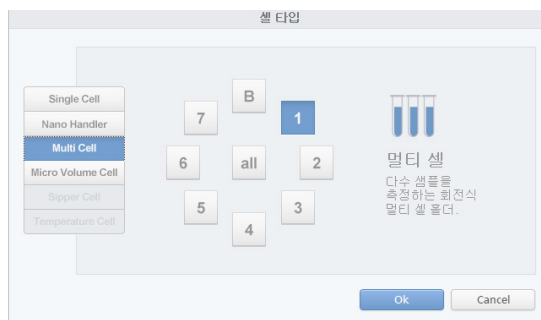 셀 타입
Single Cell
Nano Handler
Multi Cell
Micro Volume Cell
Sipper Cell
Temperature Cell
B
7
1
6
all
2
5
3
4
멀티 셀
다수 샘플을
측정하는 회전식
멀티 셀 홀더.
Ok
Cancel